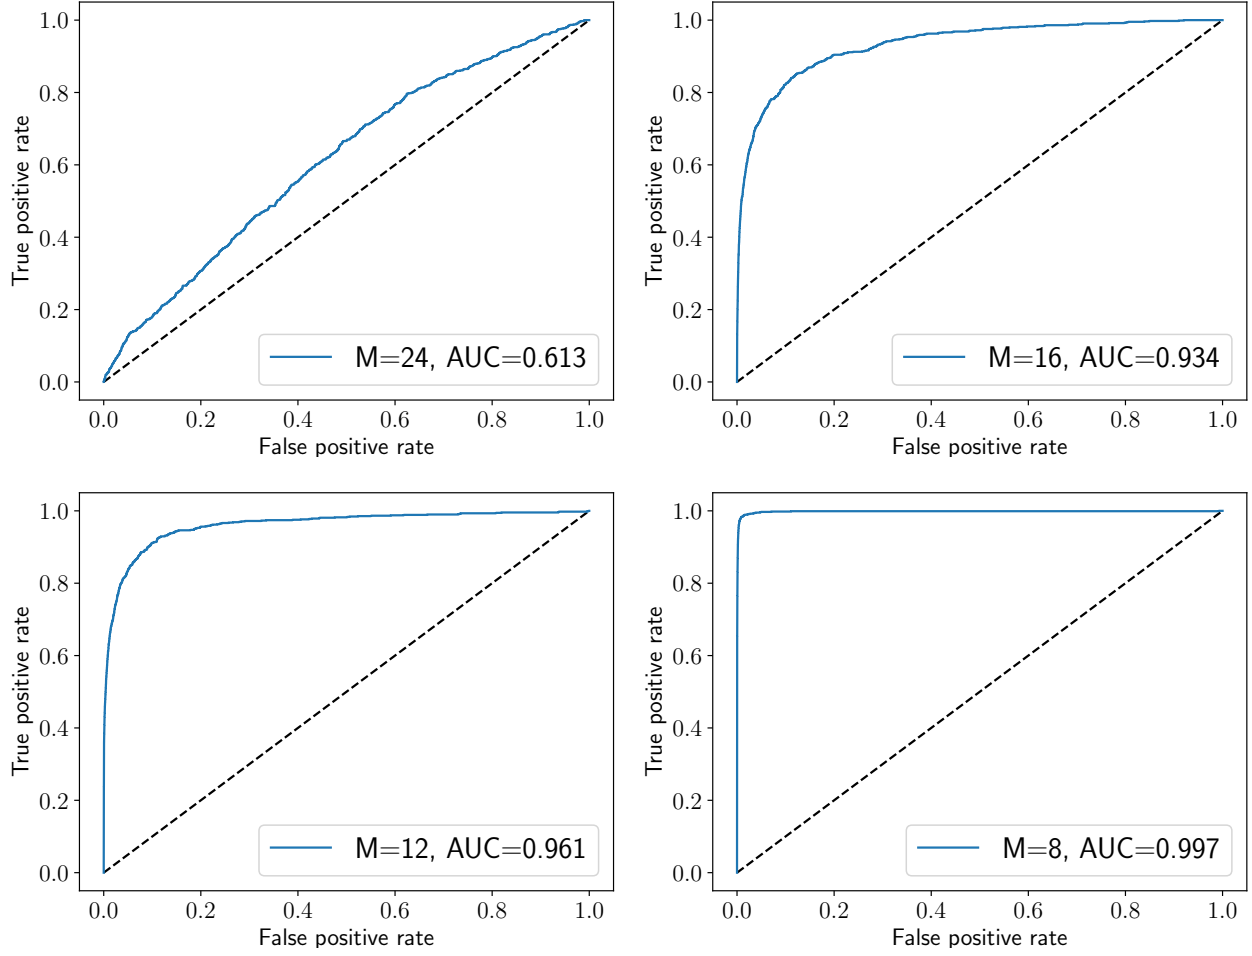 1.0
0.8
0.6
0.4
0.2
0.0
True positive rate
M=24, AUC=0.613
0.0 0.2 0.4 0.6 0.8 1.0
False positive rate
1.0
0.8
0.6
0.4
0.2
0.0
True positive rate
M=16, AUC=0.934
0.0 0.2 0.4 0.6 0.8 1.0
False positive rate
1.0
0.8
0.6
0.4
0.2
0.0
True positive rate
M=12, AUC=0.961
0.0 0.2 0.4 0.6 0.8 1.0
False positive rate
1.0
0.8
0.6
0.4
0.2
0.0
True positive rate
M=8, AUC=0.997
0.0 0.2 0.4 0.6 0.8 1.0
False positive rate